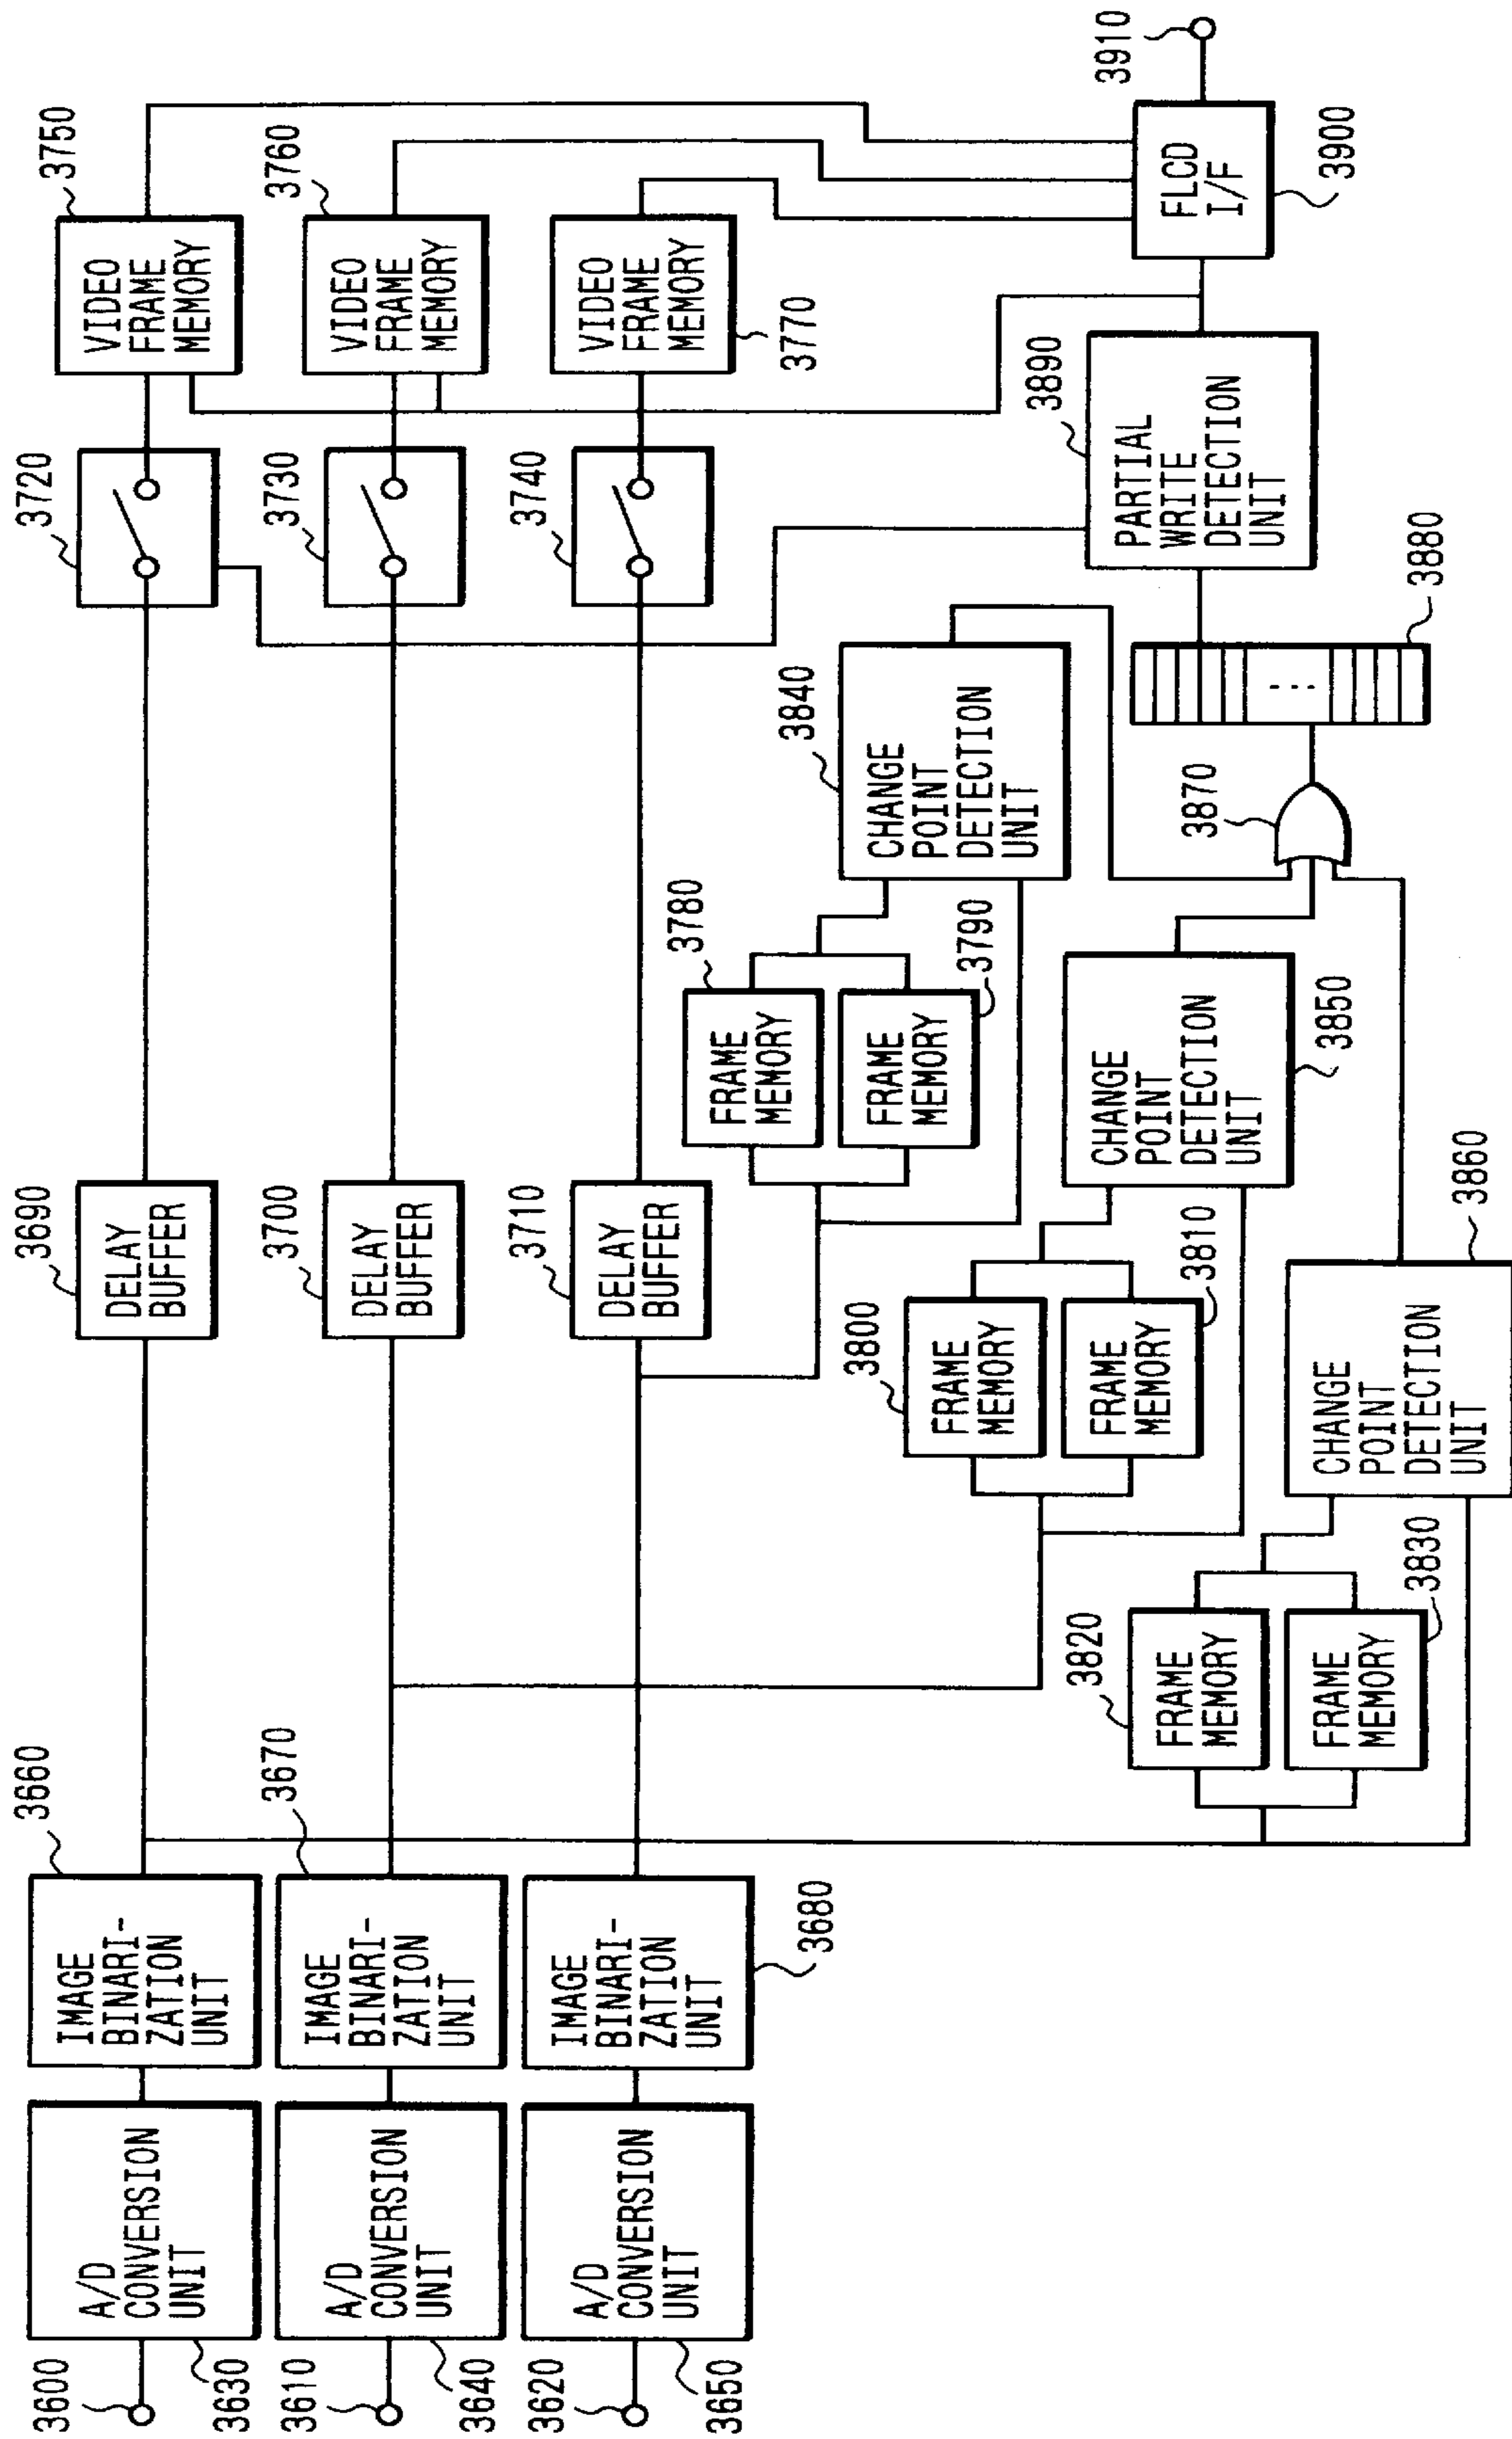 3600
3630
A/D
CONVERSION
UNIT
3660
IMAGE
BINARI-
ZATION
UNIT
3690
DELAY
BUFFER
3720
3750
VIDEO
FRAME
MEMORY
3610
3640
A/D
CONVERSION
UNIT
3670
IMAGE
BINARI-
ZATION
UNIT
3700
DELAY
BUFFER
3730
3760
VIDEO
FRAME
MEMORY
3620
3650
A/D
CONVERSION
UNIT
IMAGE
BINARI-
ZATION
UNIT
3680
3710
DELAY
BUFFER
3740
VIDEO
FRAME
MEMORY
3770
3780
FRAME
MEMORY
FRAME
MEMORY
3790
3840
CHANGE
POINT
DETECTION
UNIT
3800
FRAME
MEMORY
FRAME
MEMORY
3810
CHANGE
POINT
DETECTION
UNIT
3850
3820
FRAME
MEMORY
FRAME
MEMORY
3830
CHANGE
POINT
DETECTION
UNIT
3860
3870
3880
3890
PARTIAL
WRITE
DETECTION
UNIT
FLCD
I/F
3900
3910